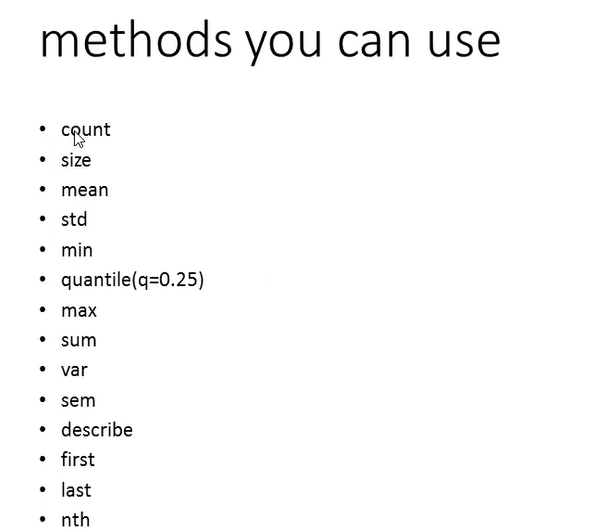 methods you can use
• count
• size
• mean
• std
• min
• quantile(q=0.25)
• max
• sum
• var
• sem
• describe
• first
• last
• nth